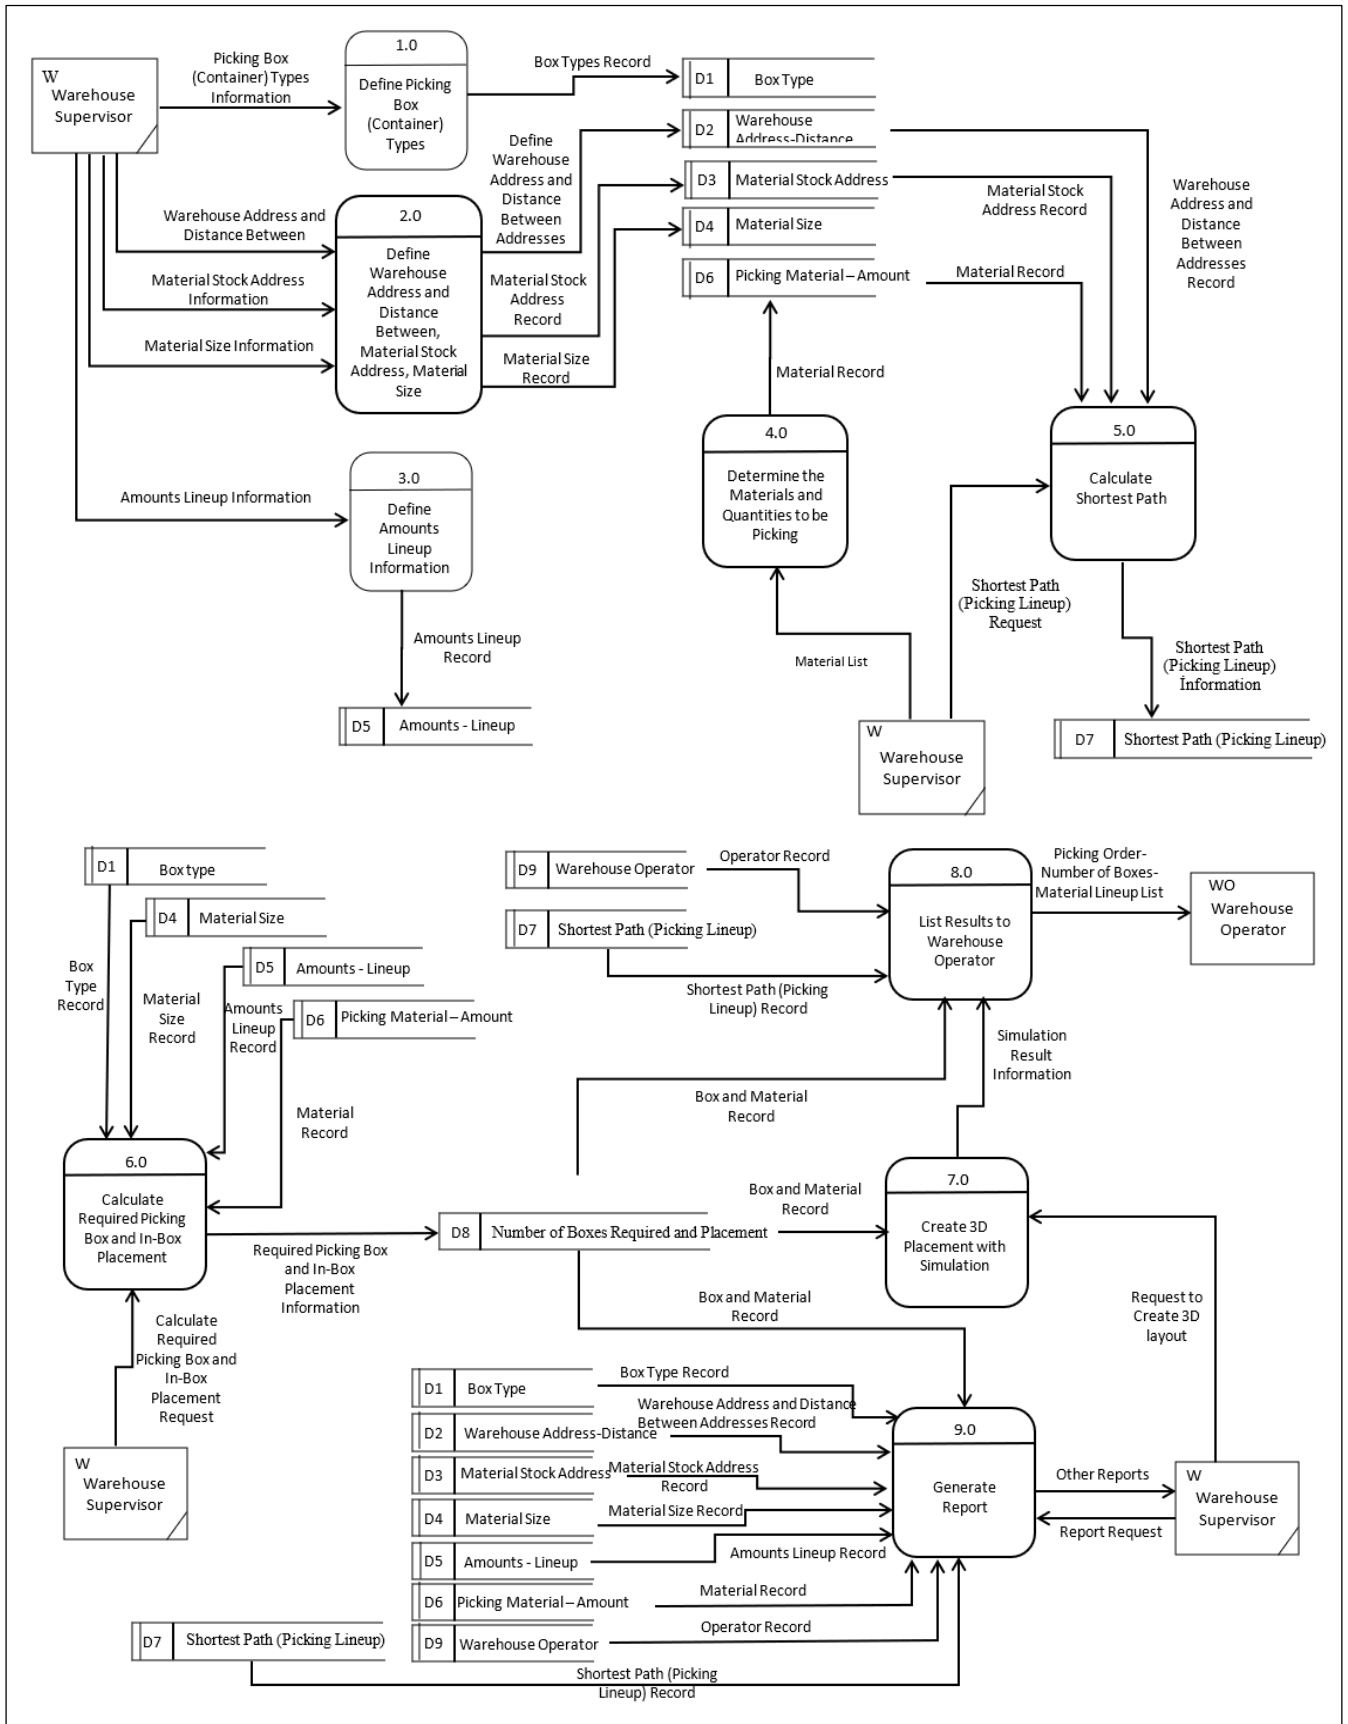 W
Warehouse
Supervisor
Picking Box
(Container) Types
Information
1.0
Define Picking
Box
(Container)
Types
Box Types Record
D1
Box Type
D2
Warehouse
Address-Distance
D3
Material Stock Address
D4
Material Size
D6
Picking Material – Amount
Define
Warehouse
Address and
Distance
Between
Addresses
Material Stock
Address
Record
Material Size
Record
Warehouse Address and
Distance Between
Material Stock Address
Information
Material Size Information
2.0
Define
Warehouse
Address and
Distance
Between,
Material Stock
Address, Material
Size
Material Stock
Address Record
Warehouse
Address and
Distance
Between
Addresses
Record
Material Record
Material Record
4.0
Determine the
Materials and
Quantities to be
Picking
5.0
Calculate
Shortest Path
Amounts Lineup Information
3.0
Define
Amounts
Lineup
Information
Amounts Lineup
Record
D5
Amounts - Lineup
Material List
Shortest Path
(Picking Lineup)
Request
Shortest Path
(Picking Lineup)
İnformation
W
Warehouse
Supervisor
D7
Shortest Path (Picking Lineup)
D1
Box type
D4
Material Size
D5
Amounts - Lineup
D6
Picking Material – Amount
Box
Type
Record
Material
Size
Record
Amounts
Lineup
Record
Material
Record
D9
Warehouse Operator
Operator Record
D7
Shortest Path (Picking Lineup)
Shortest Path (Picking
Lineup) Record
8.0
List Results to
Warehouse
Operator
Picking Order-
Number of Boxes-
Material Lineup List
WO
Warehouse
Operator
Simulation
Result
Information
Box and Material
Record
6.0
Calculate
Required Picking
Box and In-Box
Placement
Required Picking Box
and In-Box
Placement
Information
D8
Number of Boxes Required and Placement
Box and Material
Record
7.0
Create 3D
Placement with
Simulation
Request to
Create 3D
layout
Box and Material
Record
Calculate
Required
Picking Box and
In-Box
Placement
Request
W
Warehouse
Supervisor
D1
Box Type
Box Type Record
D2
Warehouse Address-Distance
Warehouse Address and Distance
Between Addresses Record
D3
Material Stock Address
Material Stock Address
Record
D4
Material Size
Material Size Record
D5
Amounts - Lineup
Amounts Lineup Record
D6
Picking Material – Amount
Material Record
D9
Warehouse Operator
Operator Record
D7
Shortest Path (Picking Lineup)
Shortest Path (Picking
Lineup) Record
9.0
Generate
Report
Other Reports
Report Request
W
Warehouse
Supervisor